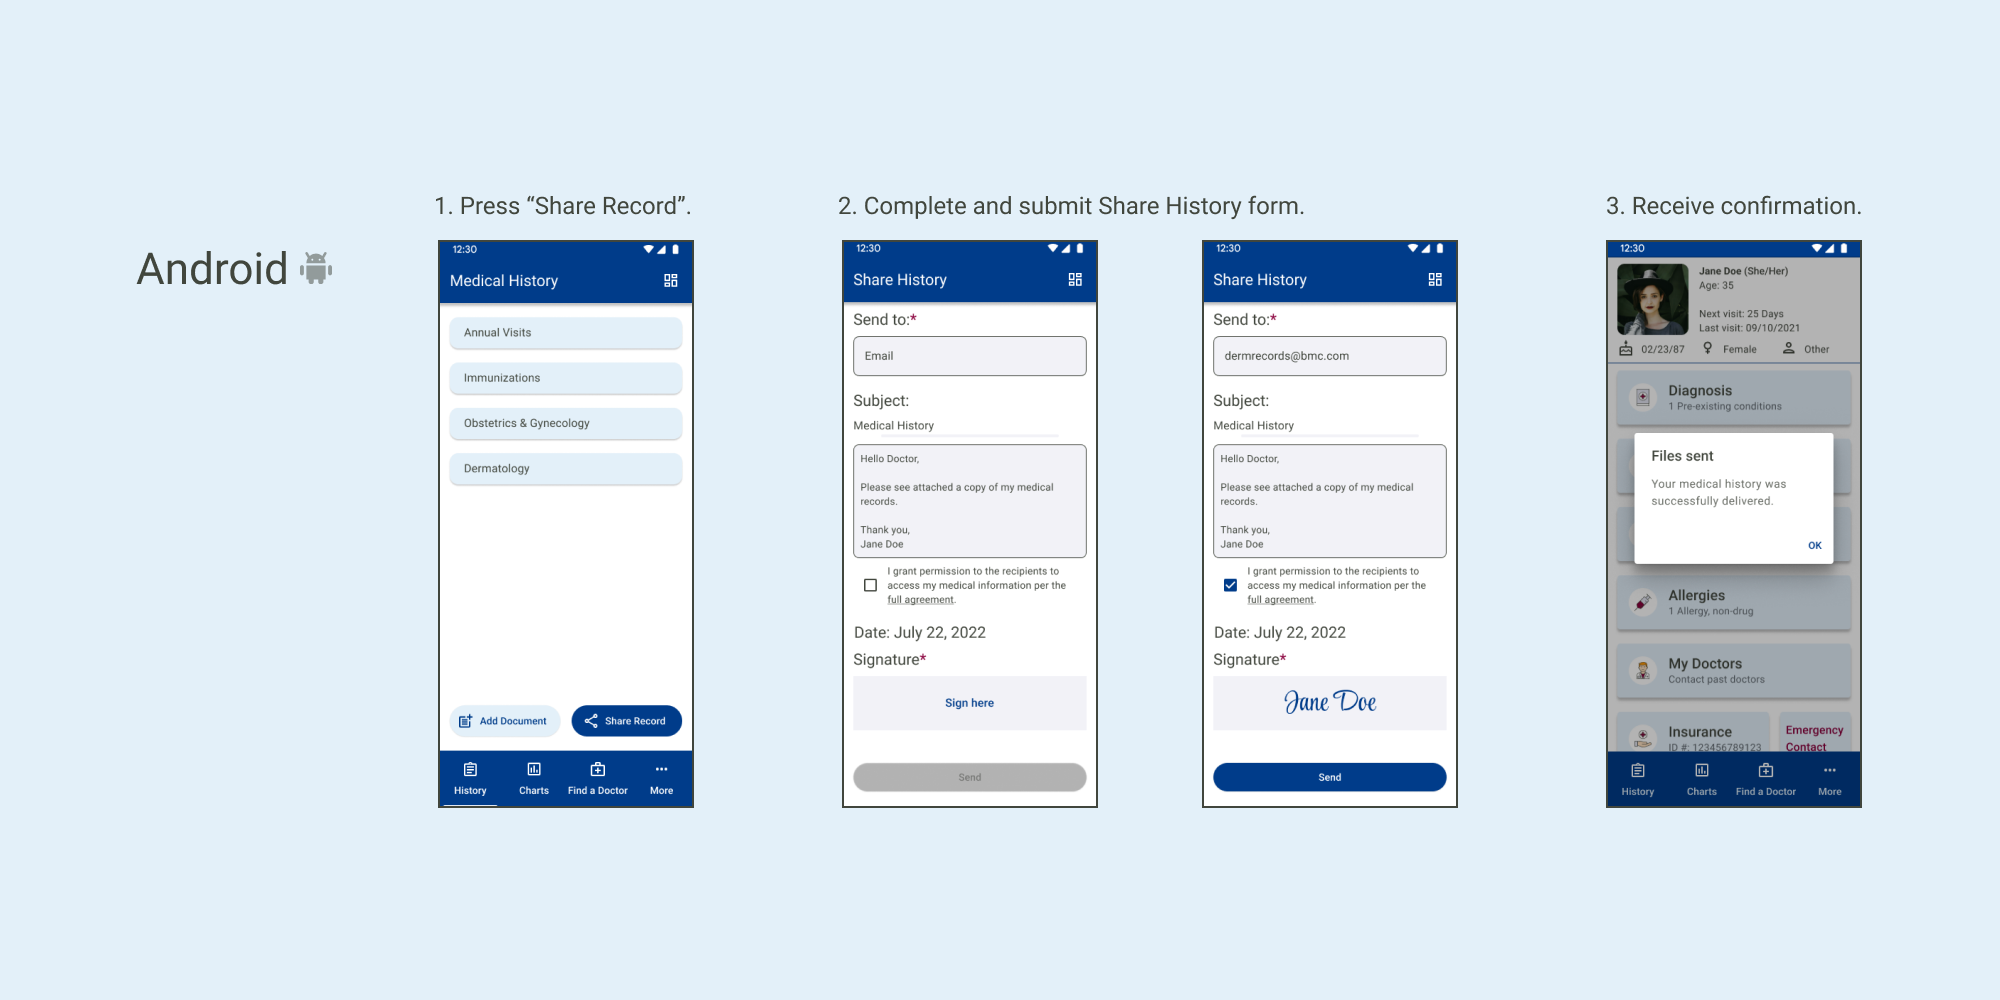 Android
1. Press “Share Record”.
12:30
Medical History
Annual Visits
Immunizations
Obstetrics & Gynecology
Dermatology
Add Document
Share Record
History
Charts
Find a Doctor
More
2. Complete and submit Share History form.
12:30
Share History
Send to:*
Email
Subject:
Medical History
Hello Doctor,
Please see attached a copy of my medical
records.
Thank you,
Jane Doe
I grant permission to the recipients to
access my medical information per the
full agreement.
Date: July 22, 2022
Signature*
Sign here
Send
12:30
Share History
Send to:*
dermrecords@bmc.com
Subject:
Medical History
Hello Doctor,
Please see attached a copy of my medical
records.
Thank you,
Jane Doe
I grant permission to the recipients to
access my medical information per the
full agreement.
Date: July 22, 2022
Signature*
Jane Doe
Send
3. Receive confirmation.
12:30
Jane Doe (She/Her)
Age: 35
Next visit: 25 Days
Last visit: 09/10/2021
02/23/87
Female
Other
Diagnosis
1 Pre-existing conditions
Files sent
Your medical history was
successfully delivered.
OK
Allergies
1 Allergy, non-drug
My Doctors
Contact past doctors
Insurance
ID #: 123456789123
Emergency
Contact
History
Charts
Find a Doctor
More